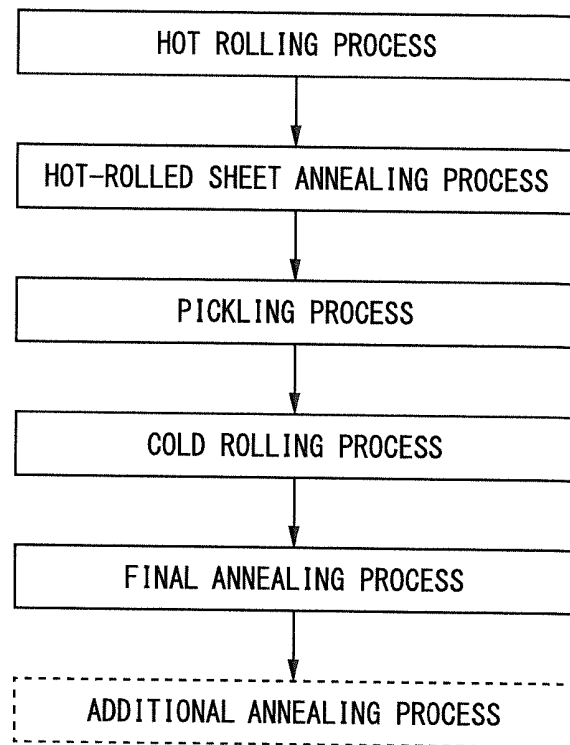 HOT ROLLING PROCESS
HOT-ROLLED SHEET ANNEALING PROCESS
PICKLING PROCESS
COLD ROLLING PROCESS
FINAL ANNEALING PROCESS
ADDITIONAL ANNEALING PROCESS